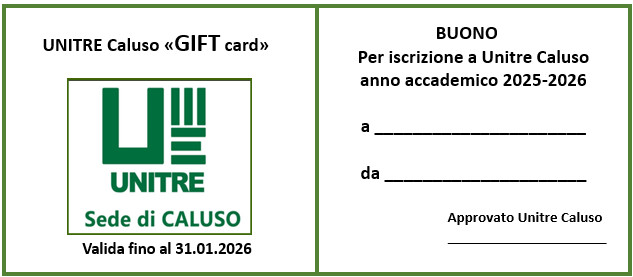 UNITRE Caluso «GIFT card»
UNITRE
Sede di CALUSO
Valida fino al 31.01.2026
BUONO
Per iscrizione a Unitre Caluso
anno accademico 2025-2026
a ______________________
da _____________________
Approvato Unitre Caluso
______________________